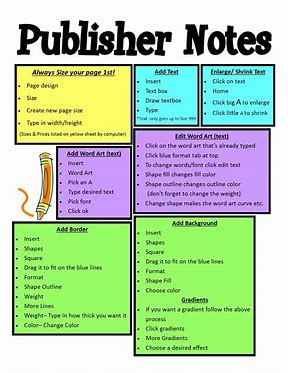 Publisher Notes
Always Size your page 1st!
Page design
Size
Create new page size
Type in width/height
(Sizes & Prices listed on yellow sheet by computer)
Add Text
Insert
Text box
Draw textbox
Type
*Text only goes up to Size 999
Enlarge/ Shrink Text
Click on text
Home
Click big A to enlarge
Click little A to shrink
Add Word Art (text)
Insert
Word Art
Pick an A
Type desired text
Pick font
Click ok
Edit Word Art (text)
Click on the word art that's already typed
Click blue format tab at top
To change words/font click edit text
Shape fill changes fill color
Shape outline changes outline color
(don't forget to change weight)
Change shape makes the word art curve etc.
Add Border
Insert
Shapes
Square
Drag it to fit on the blue lines
Format
Shape Outline
Weight
More Lines
Weight– Type In how thick you want it
Color– Change Color
Add Background
Insert
Shapes
Square
Drag it to fit on the blue lines
Format
Shape Fill
Choose color
Gradients
If you want a gradient follow the above
process
Click gradients
More Gradients
Choose a desired effect